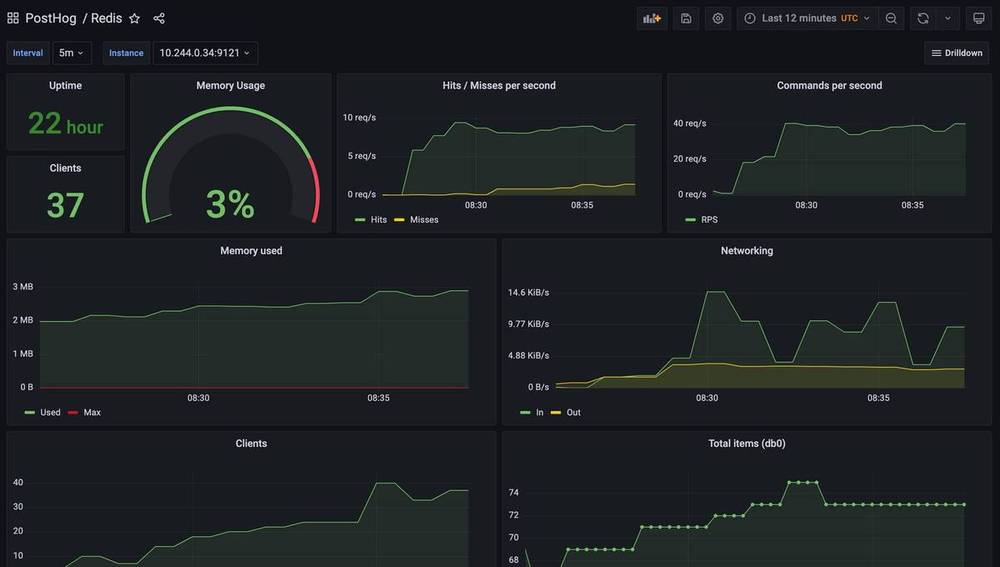 PostHog / Redis
Last 12 minutes UTC
Interval 5m Instance 10.244.0.34:9121
Drilldown
Uptime
22 hour
Clients
37
Memory Usage
3%
Hits / Misses per second
10 req/s
5 req/s
0 req/s
08:30 08:35
Hits Misses
Commands per second
40 req/s
20 req/s
0 req/s
08:30 08:35
RPS
Memory used
3 MB
2 MB
1 MB
0 B
08:30 08:35
Used Max
Networking
14.6 KiB/s
9.77 KiB/s
4.88 KiB/s
0 B/s
08:30 08:35
In Out
Clients
40
30
20
10
Total items (db0)
74
72
70
68